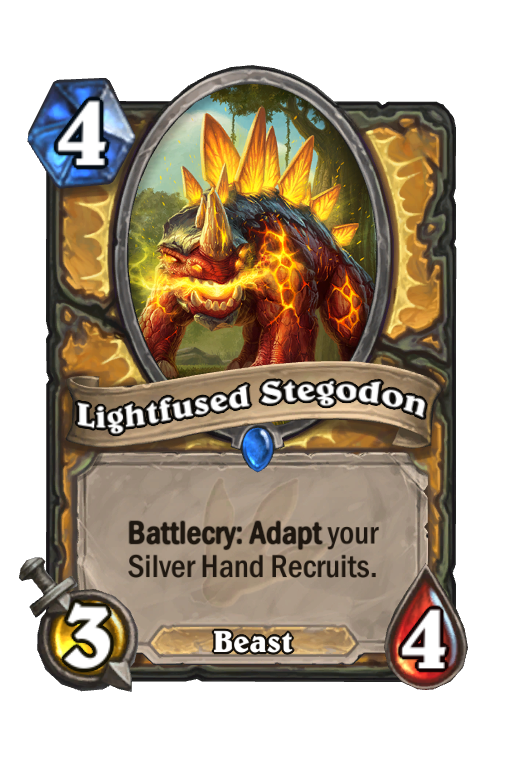 4
Lightfused Stegodon
Battlecry: Adapt your
Silver Hand Recruits.
3
Beast
4